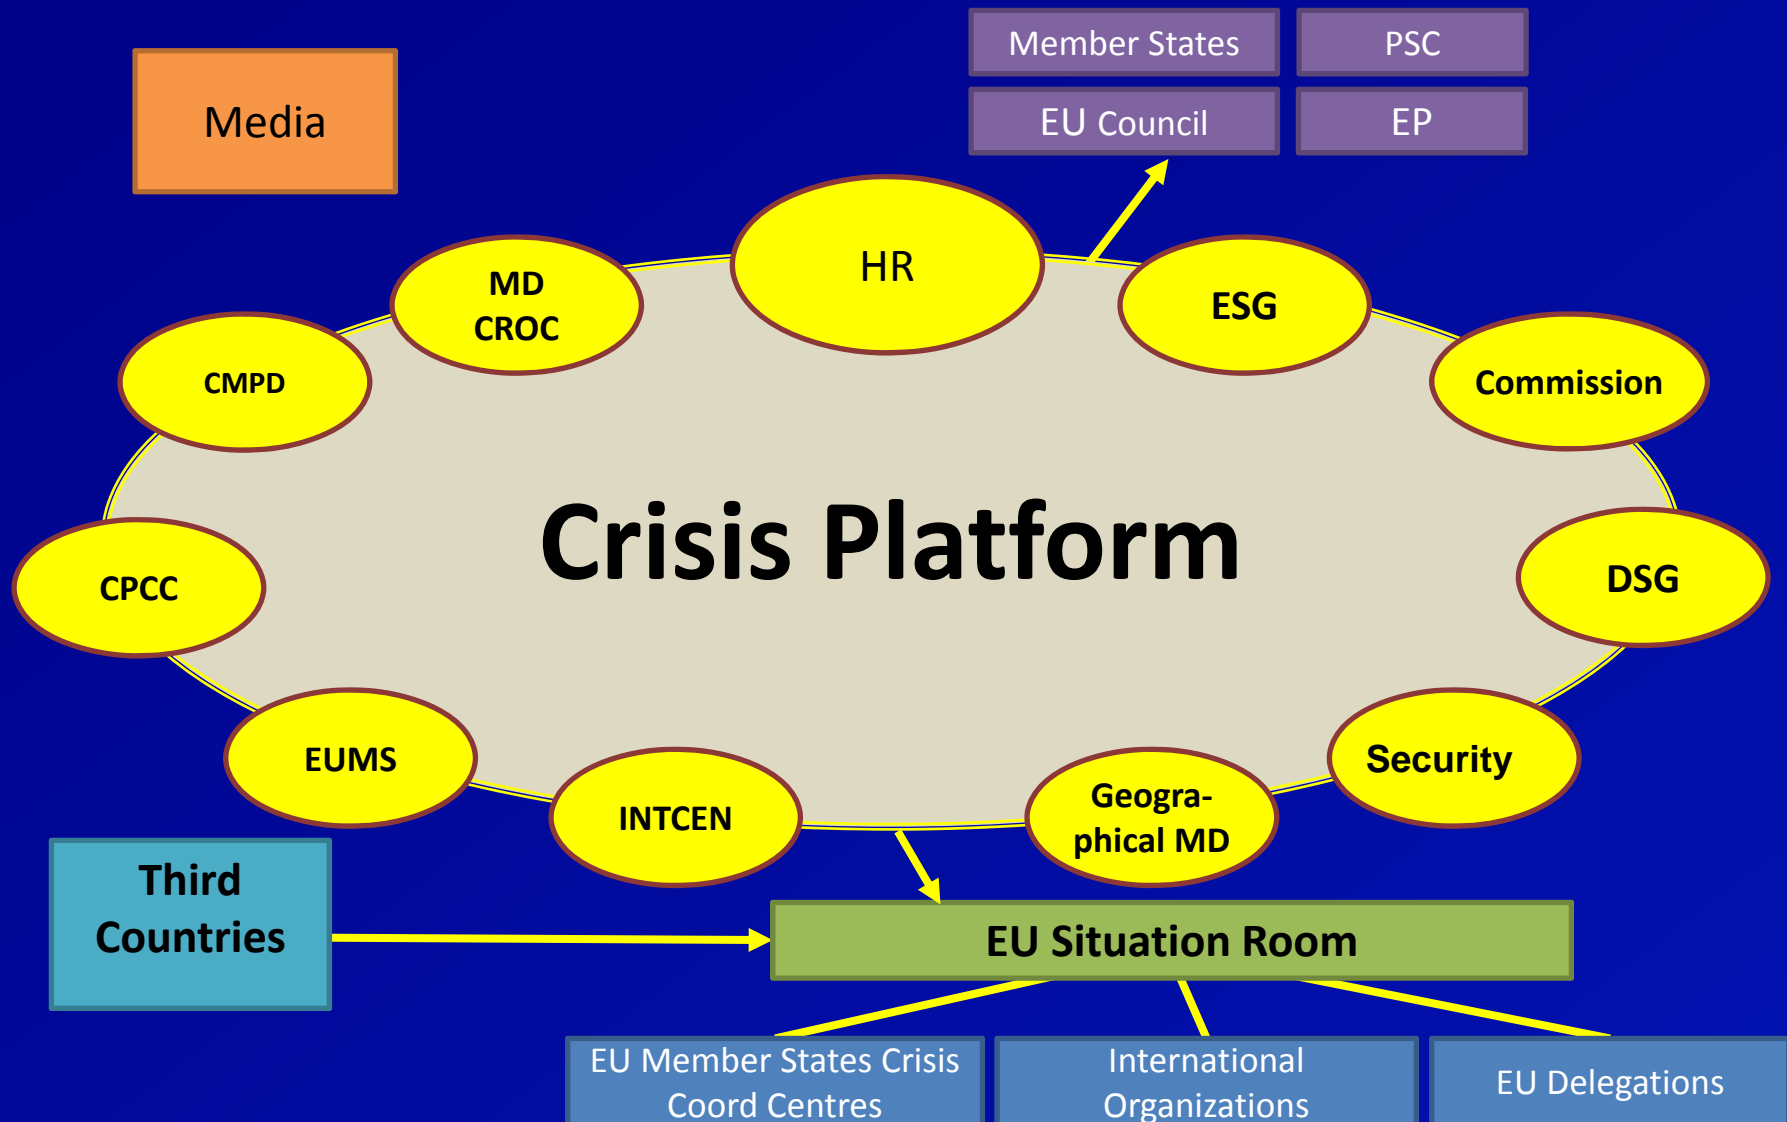 Member States
PSC
Media
EU Council
EP
HR
MD
CROC
ESG
CMPD
Commission
Crisis Platform
CPCC
DSG
EUMS
Security
INTCEN
Geogra-
phical MD
Third
Countries
EU Situation Room
EU Member States Crisis
Coord Centres
International
Organizations
EU Delegations